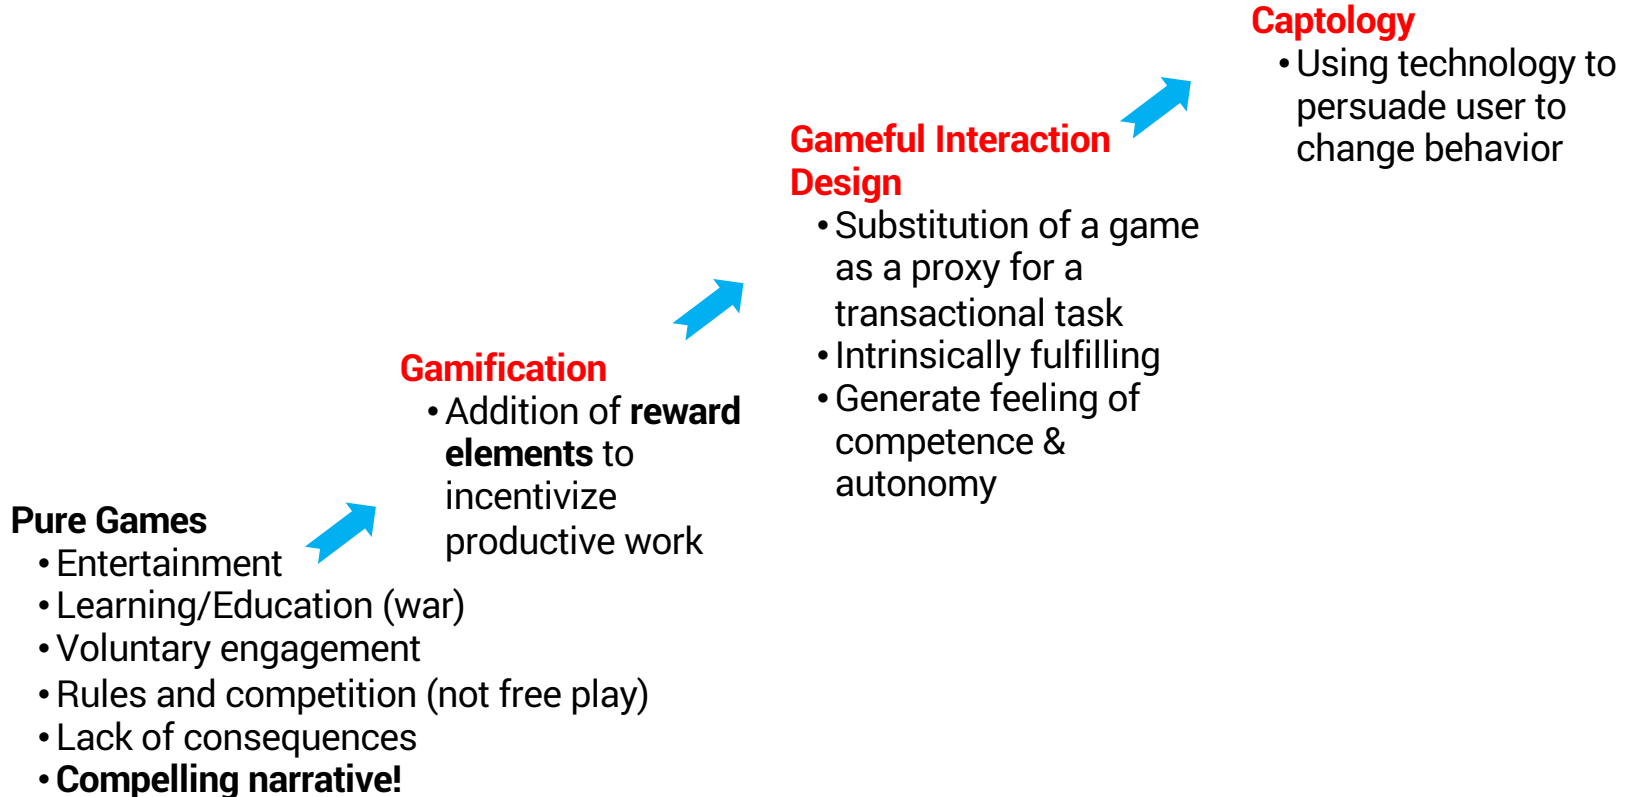 Captology
• Using technology to
persuade user to
change behavior
Gameful Interaction
Design
• Substitution of a game
as a proxy for a
transactional task
• Intrinsically fulfilling
• Generate feeling of
competence &
autonomy
Gamification
• Addition of reward
elements to
incentivize
productive work
Pure Games
• Entertainment
• Learning/Education (war)
• Voluntary engagement
• Rules and competition (not free play)
• Lack of consequences
• Compelling narrative!